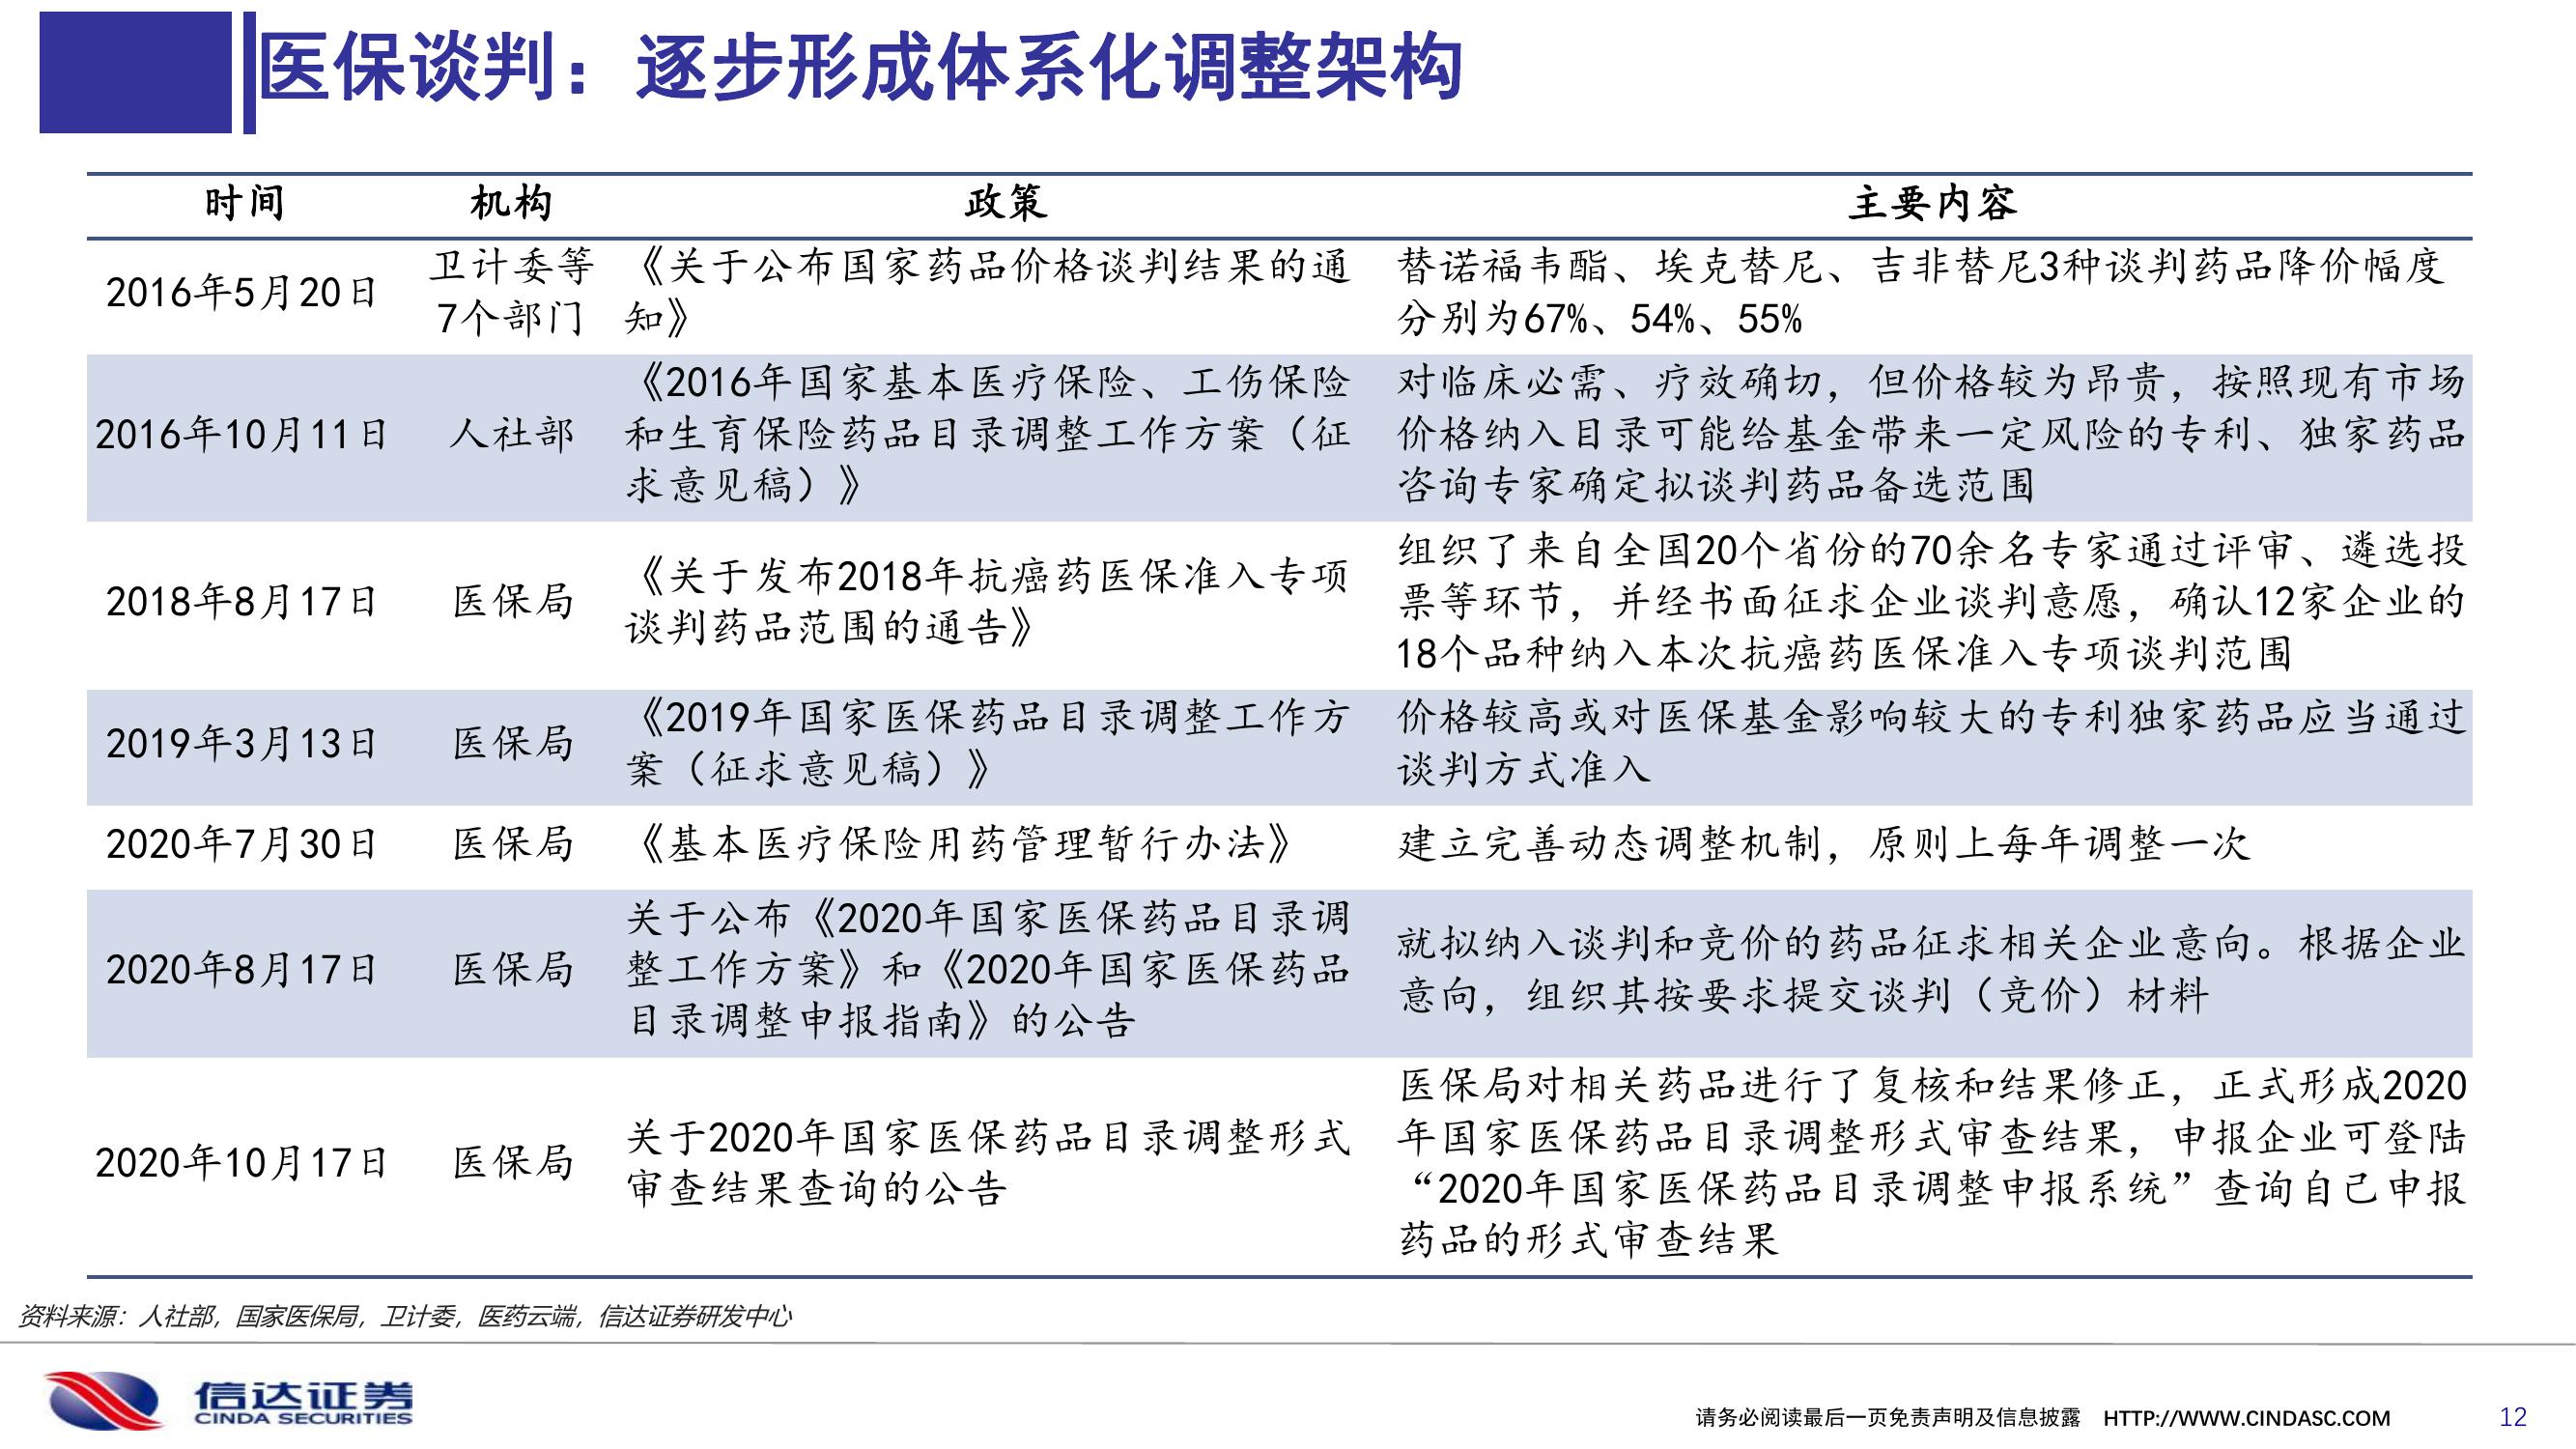 医保谈判：逐步形成体系化调整架构
时间 机构 政策 主要内容
2016年5月20日
卫计委等
7个部门
《关于公布国家药品价格谈判结果的通
知》
替诺福韦酯、埃克替尼、吉非替尼3种谈判药品降价幅度
分别为67%、54%、55%
2016年10月11日
人社部
《2016年国家基本医疗保险、工伤保险
和生育保险药品目录调整工作方案（征
求意见稿）》
对临床必需、疗效确切，但价格较为昂贵，按照现有市场
价格纳入目录可能给基金带来一定风险的专利、独家药品
咨询专家确定拟谈判药品备选范围
2018年8月17日
医保局
《关于发布2018年抗癌药医保准入专项
谈判药品范围的通告》
组织了来自全国20个省份的70余名专家通过评审、遴选投
票等环节，并经书面征求企业谈判意愿，确认12家企业的
18个品种纳入本次抗癌药医保准入专项谈判范围
2019年3月13日
医保局
《2019年国家医保药品目录调整工作方
案（征求意见稿）》
价格较高或对医保基金影响较大的专利独家药品应当通过
谈判方式准入
2020年7月30日
医保局
《基本医疗保险用药管理暂行办法》
建立完善动态调整机制，原则上每年调整一次
2020年8月17日
医保局
关于公布《2020年国家医保药品目录调
整工作方案》和《2020年国家医保药品
目录调整申报指南》的公告
就拟纳入谈判和竞价的药品征求相关企业意向。根据企业
意向，组织其按要求提交谈判（竞价）材料
2020年10月17日
医保局
关于2020年国家医保药品目录调整形式
审查结果查询的公告
医保局对相关药品进行了复核和结果修正，正式形成2020
年国家医保药品目录调整形式审查结果，申报企业可登陆
“2020年国家医保药品目录调整申报系统”查询自己申报
药品的形式审查结果
资料来源：人社部，国家医保局，卫计委，医药云端，信达证券研发中心
信达证券
CINDA SECURITIES
请务必阅读最后一页免责声明及信息披露 HTTP://WWW.CINDASC.COM 12